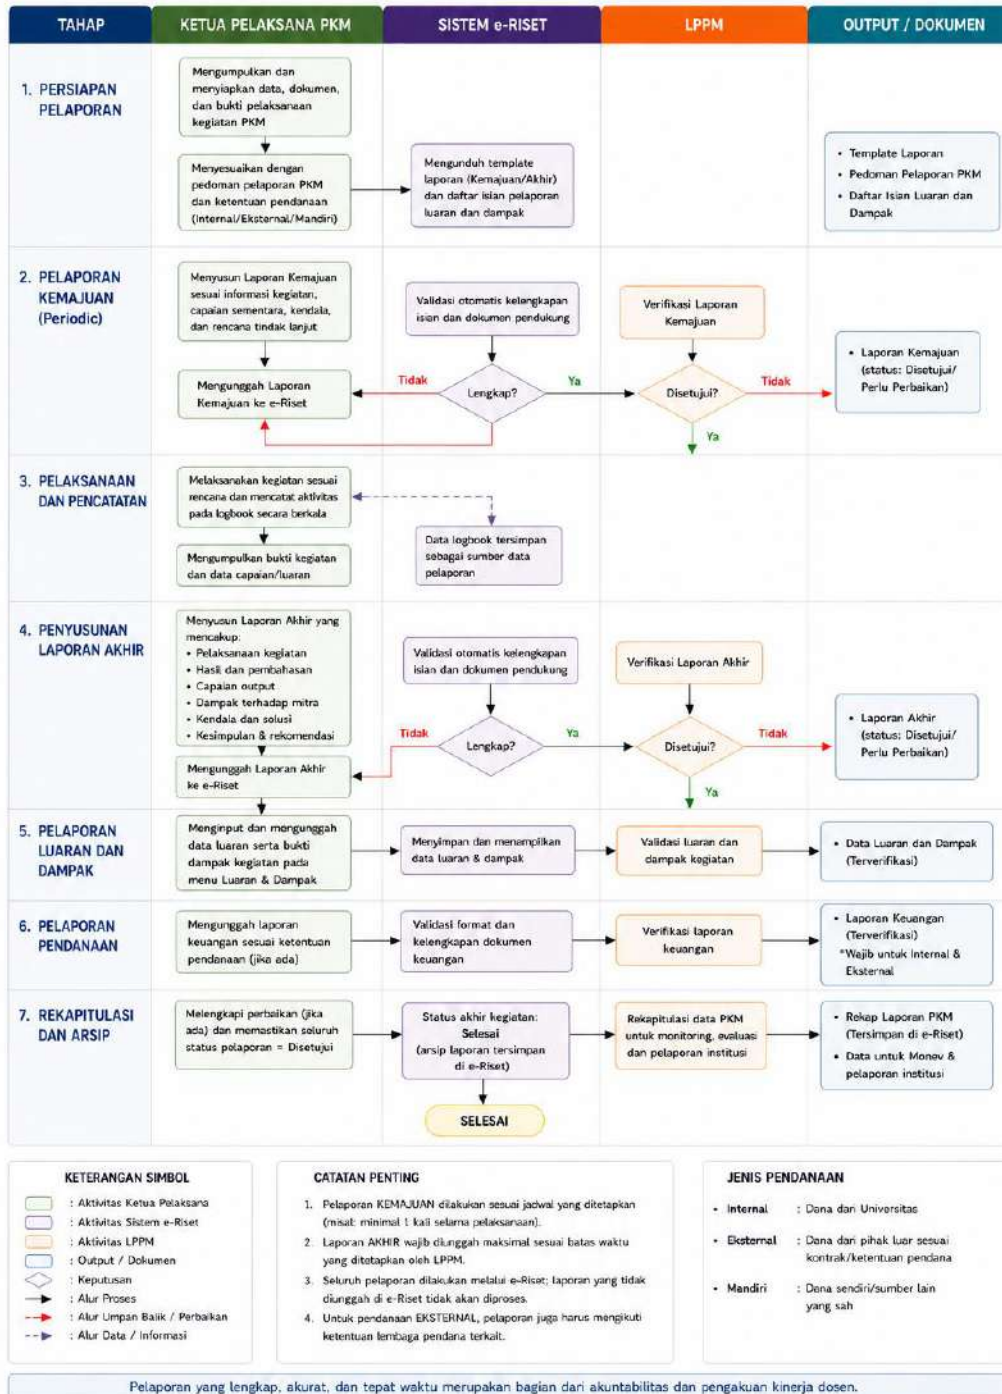 TAHAP
KETUA PELAKSANA PKM
SISTEM e-RISET
LPPM
OUTPUT / DOKUMEN
1. PERSIAPAN
PELAPORAN
Mengumpulkan dan
menyiapkan data, dokumen,
dan bukti pelaksanaan
kegiatan PKM
Menyesuaikan dengan
pedoman pelaporan PKM
dan ketentuan pendanaan
(Internal/Eksternal/Mandiri)
Mengunduh template
laporan (Kemajuan/Akhir)
dan daftar isian pelaporan
luaran dan dampak
• Template Laporan
• Pedoman Pelaporan PKM
• Daftar Isian Luaran dan
Dampak
2. PELAPORAN
KEMAJUAN
(Periodic)
Menyusun Laporan Kemajuan
sesuai informasi kegiatan,
capaian sementara, kendala,
dan rencana tindak lanjut
Mengunggah Laporan
Kemajuan ke e-Riset
Validasi otomatis kelengkapan
isian dan dokumen pendukung
Tidak
Lengkap?
Ya
Verifikasi Laporan
Kemajuan
Disetujui?
Tidak
Ya
• Laporan Kemajuan
(status: Disetujui/
Perlu Perbaikan)
3. PELAKSANAAN
DAN PENCATATAN
Melaksanakan kegiatan sesuai
rencana dan mencatat aktivitas
pada logbook secara berkala
Mengumpulkan bukti kegiatan
dan data capaian/luaran
Data logbook tersimpan
sebagai sumber data
pelaporan
4. PENYUSUNAN
LAPORAN AKHIR
Menyusun Laporan Akhir yang
mencakup:
• Pelaksanaan kegiatan
• Hasil dan pembahasan
• Capaian output
• Dampak terhadap mitra
• Kendala dan solusi
• Kesimpulan & rekomendasi
Mengunggah Laporan Akhir
ke e-Riset
Validasi otomatis kelengkapan
isian dan dokumen pendukung
Tidak
Lengkap?
Ya
Verifikasi Laporan Akhir
Disetujui?
Tidak
Ya
• Laporan Akhir
(status: Disetujui/
Perlu Perbaikan)
5. PELAPORAN
LUARAN DAN
DAMPAK
Menginput dan mengunggah
data luaran serta bukti
dampak kegiatan pada
menu Luaran & Dampak
Menyimpan dan menampilkan
data luaran & dampak
Validasi luaran dan
dampak kegiatan
• Data Luaran dan Dampak
(Terverifikasi)
6. PELAPORAN
PENDANAAN
Mengunggah laporan
keuangan sesuai ketentuan
pendanaan (jika ada)
Validasi format dan
kelengkapan dokumen
keuangan
Verifikasi laporan
keuangan
• Laporan Keuangan
(Terverifikasi)
*Wajib untuk Internal &
Eksternal
7. REKAPITULASI
DAN ARSIP
Melengkapi perbaikan (jika
ada) dan memastikan seluruh
status pelaporan = Disetujui
Status akhir kegiatan:
Selesai
(arsip laporan tersimpan
di e-Riset)
Rekapitulasi data PKM
untuk monitoring, evaluasi
dan pelaporan institusi
• Rekap Laporan PKM
(Tersimpan di e-Riset)
• Data untuk Monev &
pelaporan institusi
SELESAI
KETERANGAN SIMBOL
: Aktivitas Ketua Pelaksana
: Aktivitas Sistem e-Riset
: Aktivitas LPPM
: Output / Dokumen
: Keputusan
: Alur Proses
: Alur Umpan Balik / Perbaikan
: Alur Data / Informasi
CATATAN PENTING
1. Pelaporan KEMAJUAN dilakukan sesuai jadwal yang ditetapkan
(misal: minimal 1 kali selama pelaksanaan).
2. Laporan AKHIR wajib diunggah maksimal sesuai batas waktu
yang ditetapkan oleh LPPM.
3. Seluruh pelaporan dilakukan melalui e-Riset; laporan yang tidak
diunggah di e-Riset tidak akan diproses.
4. Untuk pendanaan EKSTERNAL, pelaporan juga harus mengikuti
ketentuan lembaga pendana terkait.
JENIS PENDANAAN
• Internal : Dana dari Universitas
• Eksternal : Dana dari pihak luar sesuai
kontrak/ketentuan pendana
• Mandiri : Dana sendiri/sumber lain
yang sah
Pelaporan yang lengkap, akurat, dan tepat waktu merupakan bagian dari akuntabilitas dan pengakuan kinerja dosen.